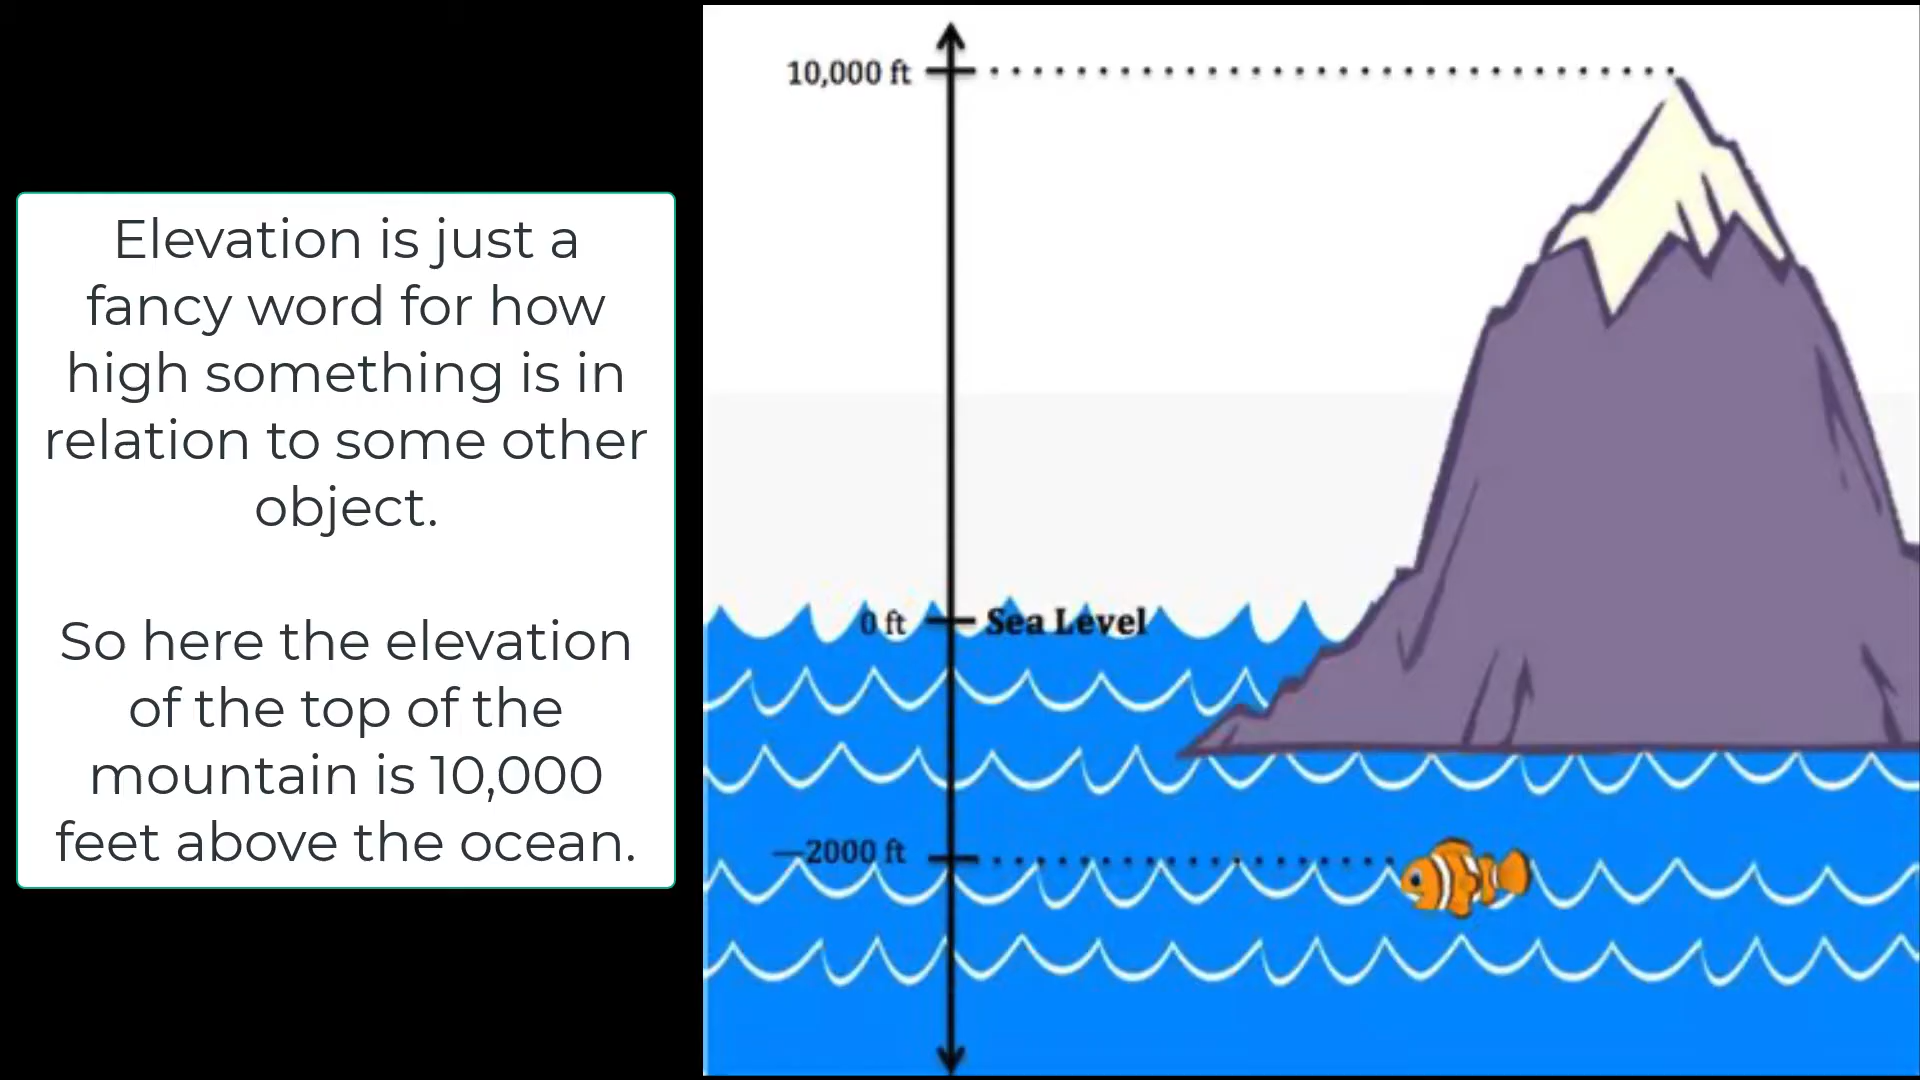 Elevation is just a
fancy word for how
high something is in
relation to some other
object.
So here the elevation
of the top of the
mountain is 10,000
feet above the ocean.
10,000 ft
0 ft Sea Level
—2000 ft